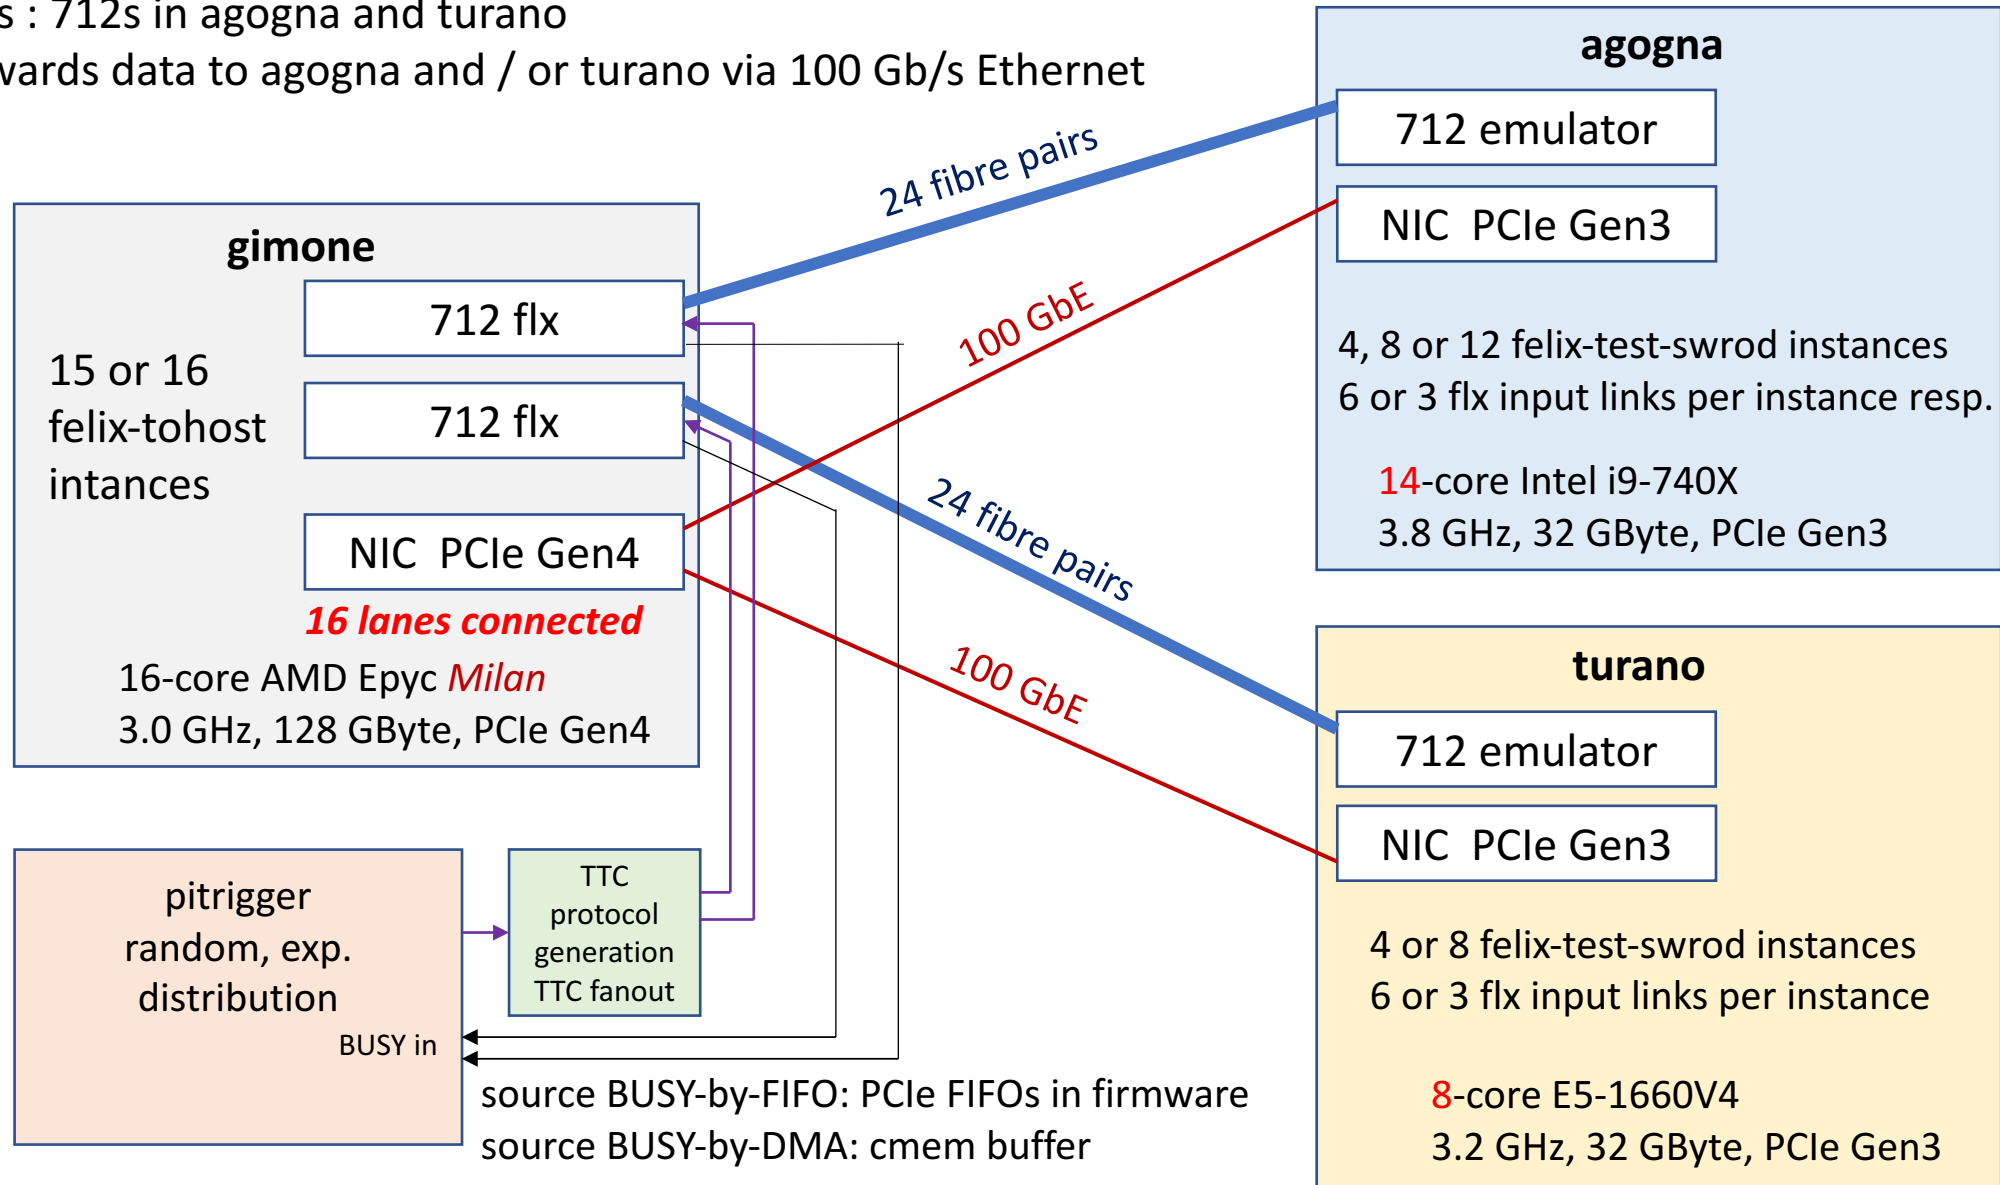 s : 712s in agogna and turano
wards data to agogna and / or turano via 100 Gb/s Ethernet
agogna
712 emulator
NIC PCIe Gen3
4, 8 or 12 felix-test-swrod instances
6 or 3 flx input links per instance resp.
14-core Intel i9-740X
3.8 GHz, 32 GByte, PCIe Gen3
24 fibre pairs
100 GbE
gimone
712 flx
712 flx
15 or 16
felix-tohost
intances
NIC PCIe Gen4
16 lanes connected
16-core AMD Epyc Milan
3.0 GHz, 128 GByte, PCIe Gen4
24 fibre pairs
100 GbE
turano
712 emulator
NIC PCIe Gen3
4 or 8 felix-test-swrod instances
6 or 3 flx input links per instance
8-core E5-1660V4
3.2 GHz, 32 GByte, PCIe Gen3
pitrigger
random, exp.
distribution
BUSY in
TTC
protocol
generation
TTC fanout
source BUSY-by-FIFO: PCIe FIFOs in firmware
source BUSY-by-DMA: cmem buffer